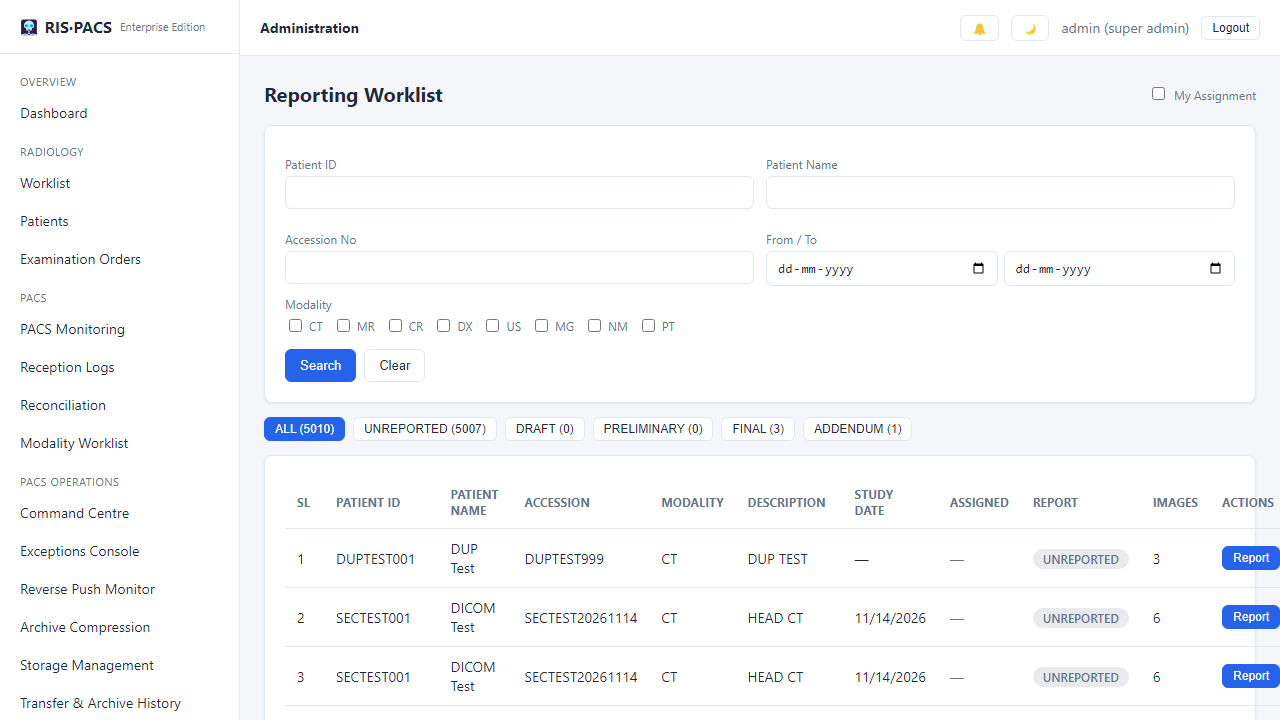 RIS·PACS Enterprise Edition
OVERVIEW
Dashboard
RADIOLOGY
Worklist
Patients
Examination Orders
PACS
PACS Monitoring
Reception Logs
Reconciliation
Modality Worklist
PACS OPERATIONS
Command Centre
Exceptions Console
Reverse Push Monitor
Archive Compression
Storage Management
Transfer & Archive History
Administration
admin (super admin) Logout
Reporting Worklist
My Assignment
Patient ID
Patient Name
Accession No
From / To
dd-mm-yyyy
dd-mm-yyyy
Modality
CT MR CR DX US MG NM PT
Search Clear
ALL (5010) UNREPORTED (5007) DRAFT (0) PRELIMINARY (0) FINAL (3) ADDENDUM (1)
SL PATIENT ID PATIENT NAME ACCESSION MODALITY DESCRIPTION STUDY DATE ASSIGNED REPORT IMAGES ACTIONS
1 DUPTEST001 DUP Test DUPTEST999 CT DUP TEST — — UNREPORTED 3 Report
2 SECTEST001 DICOM Test SECTEST20261114 CT HEAD CT 11/14/2026 — UNREPORTED 6 Report
3 SECTEST001 DICOM Test SECTEST20261114 CT HEAD CT 11/14/2026 — UNREPORTED 6 Report